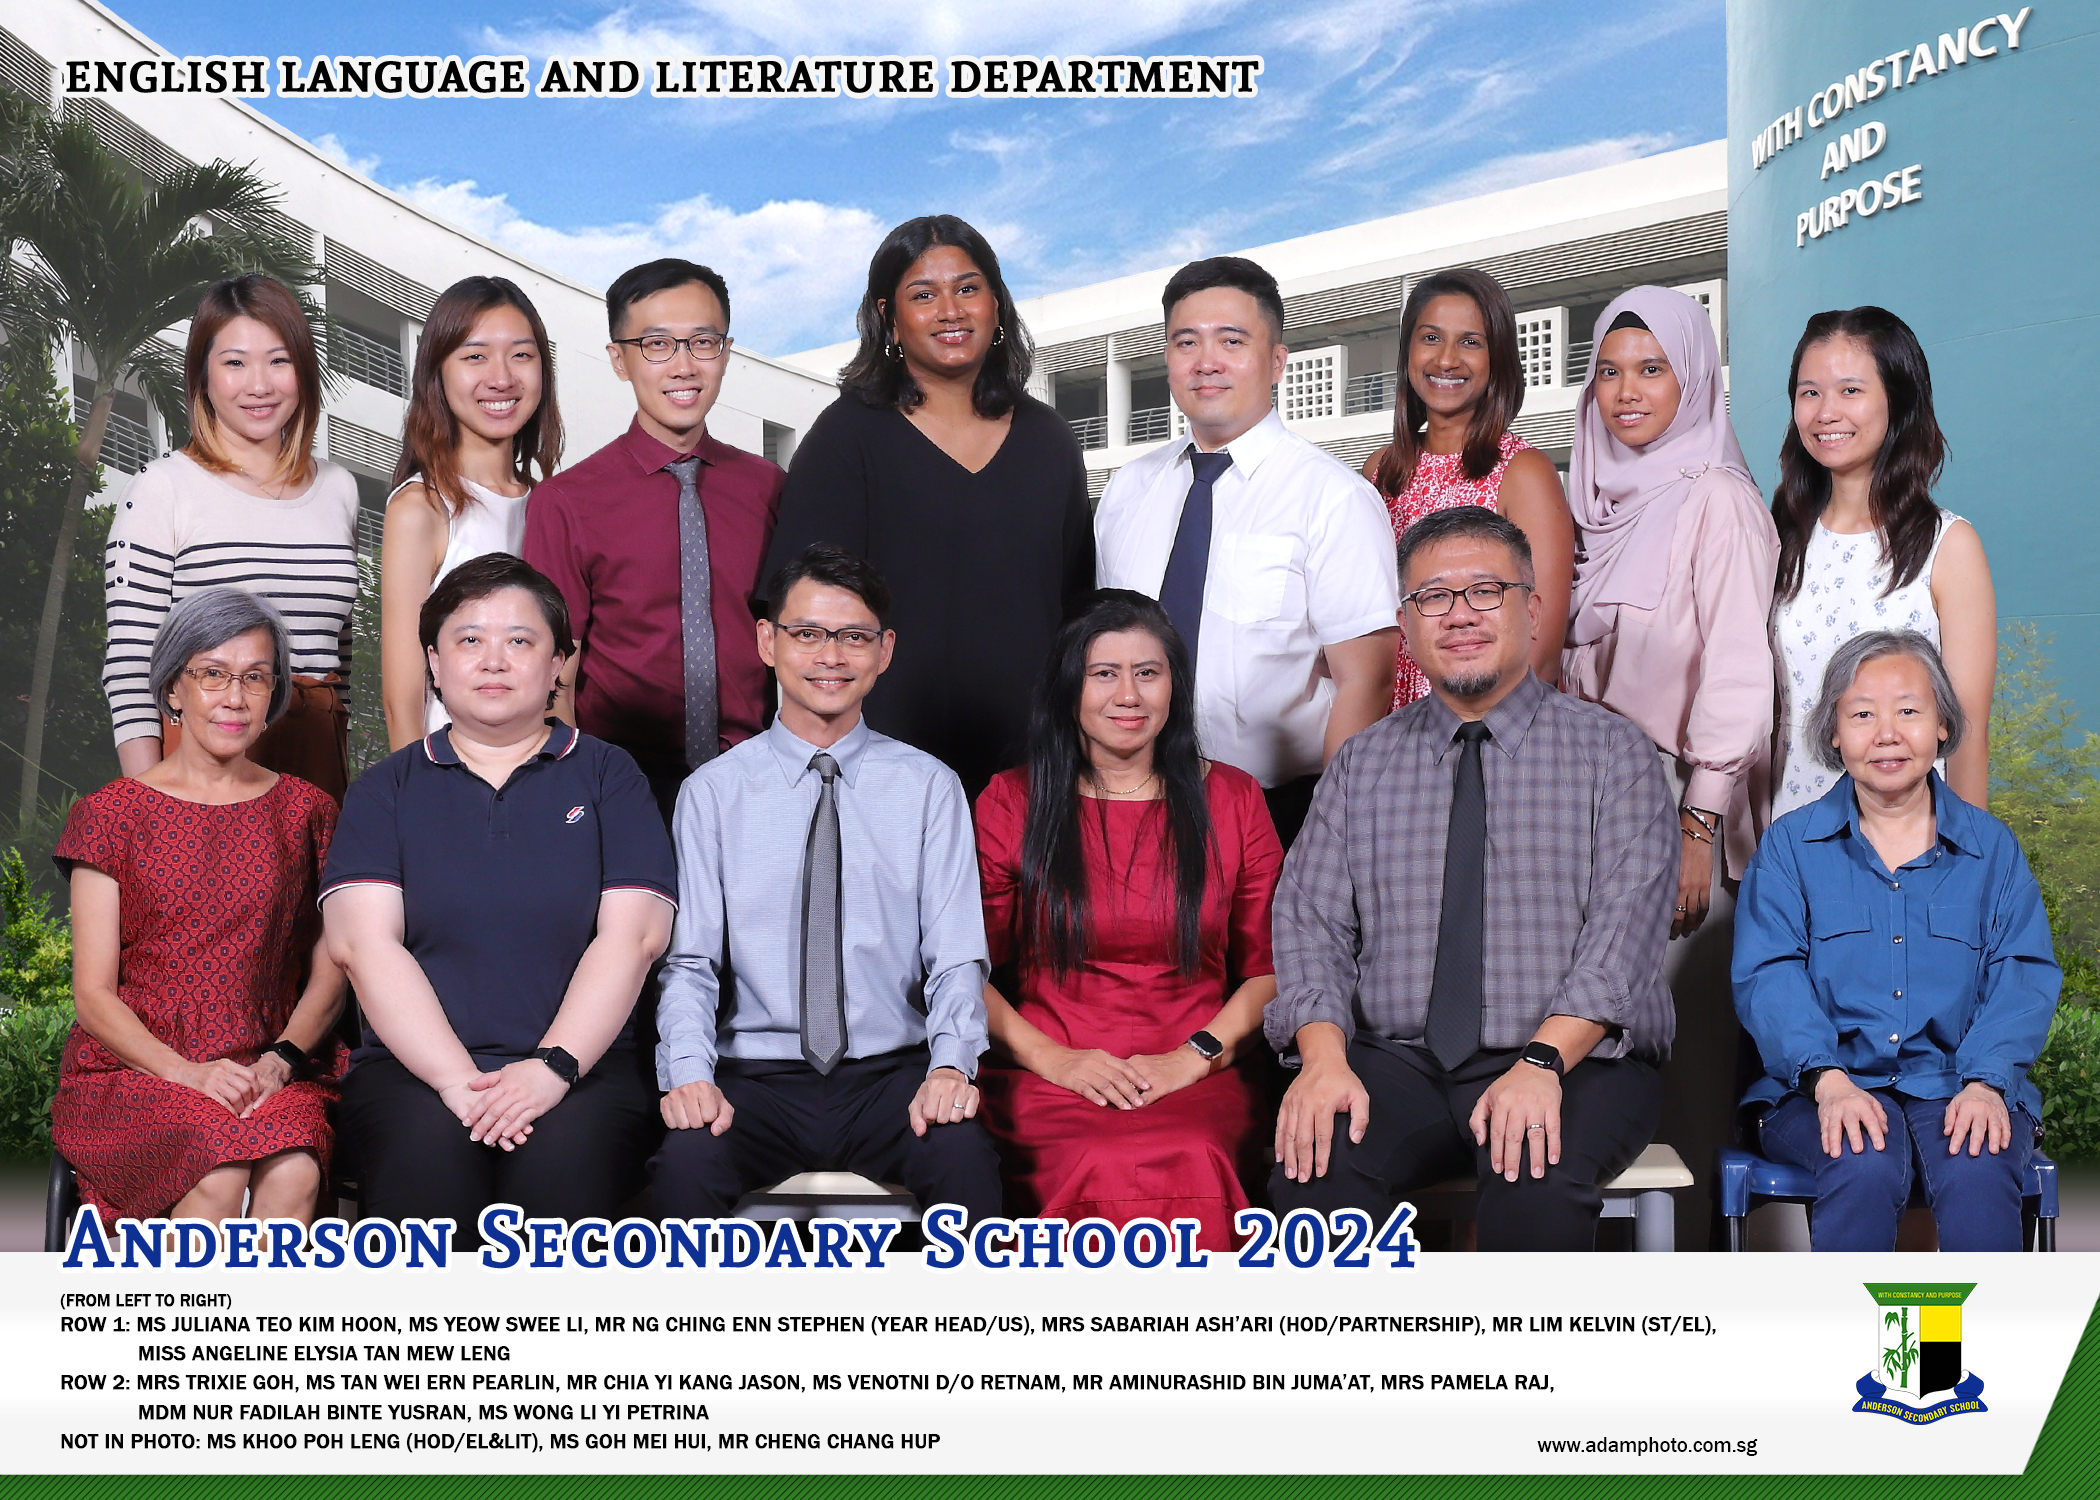 ENGLISH LANGUAGE AND LITERATURE DEPARTMENT
WITH CONSTANCY
AND
PURPOSE
ANDERSON SECONDARY SCHOOL 2024
(FROM LEFT TO RIGHT)
ROW 1: MS JULIANA TEO KIM HOON, MS YEOW SWEE LI, MR NG CHING ENN STEPHEN (YEAR HEAD/US), MRS SABARIAH ASH'ARI (HOD/PARTNERSHIP), MR LIM KELVIN (ST/EL),
MISS ANGELINE ELYSIA TAN MEW LENG
ROW 2: MRS TRIXIE GOH, MS TAN WEI ERN PEARLIN, MR CHIA YI KANG JASON, MS VENOTNI D/O RETNAM, MR AMINURASHID BIN JUMA'AT, MRS PAMELA RAJ,
MDM NUR FADILAH BINTE YUSRAN, MS WONG LI YI PETRINA
NOT IN PHOTO: MS KHOO POH LENG (HOD/EL&LIT), MS GOH MEI HUI, MR CHENG CHANG HUP
www.adamphoto.com.sg
WITH CONSTANCY AND PURPOSE
ANDERSON SECONDARY SCHOOL